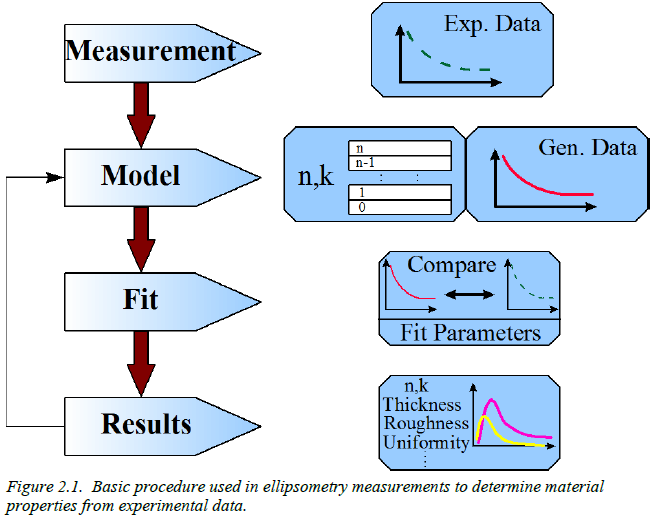 Measurement
Exp. Data
Model
n,k
n
n-1
1
0
Gen. Data
Fit
Compare
Fit Parameters
Results
n,k
Thickness
Roughness
Uniformity
Figure 2.1. Basic procedure used in ellipsometry measurements to determine material
properties from experimental data.